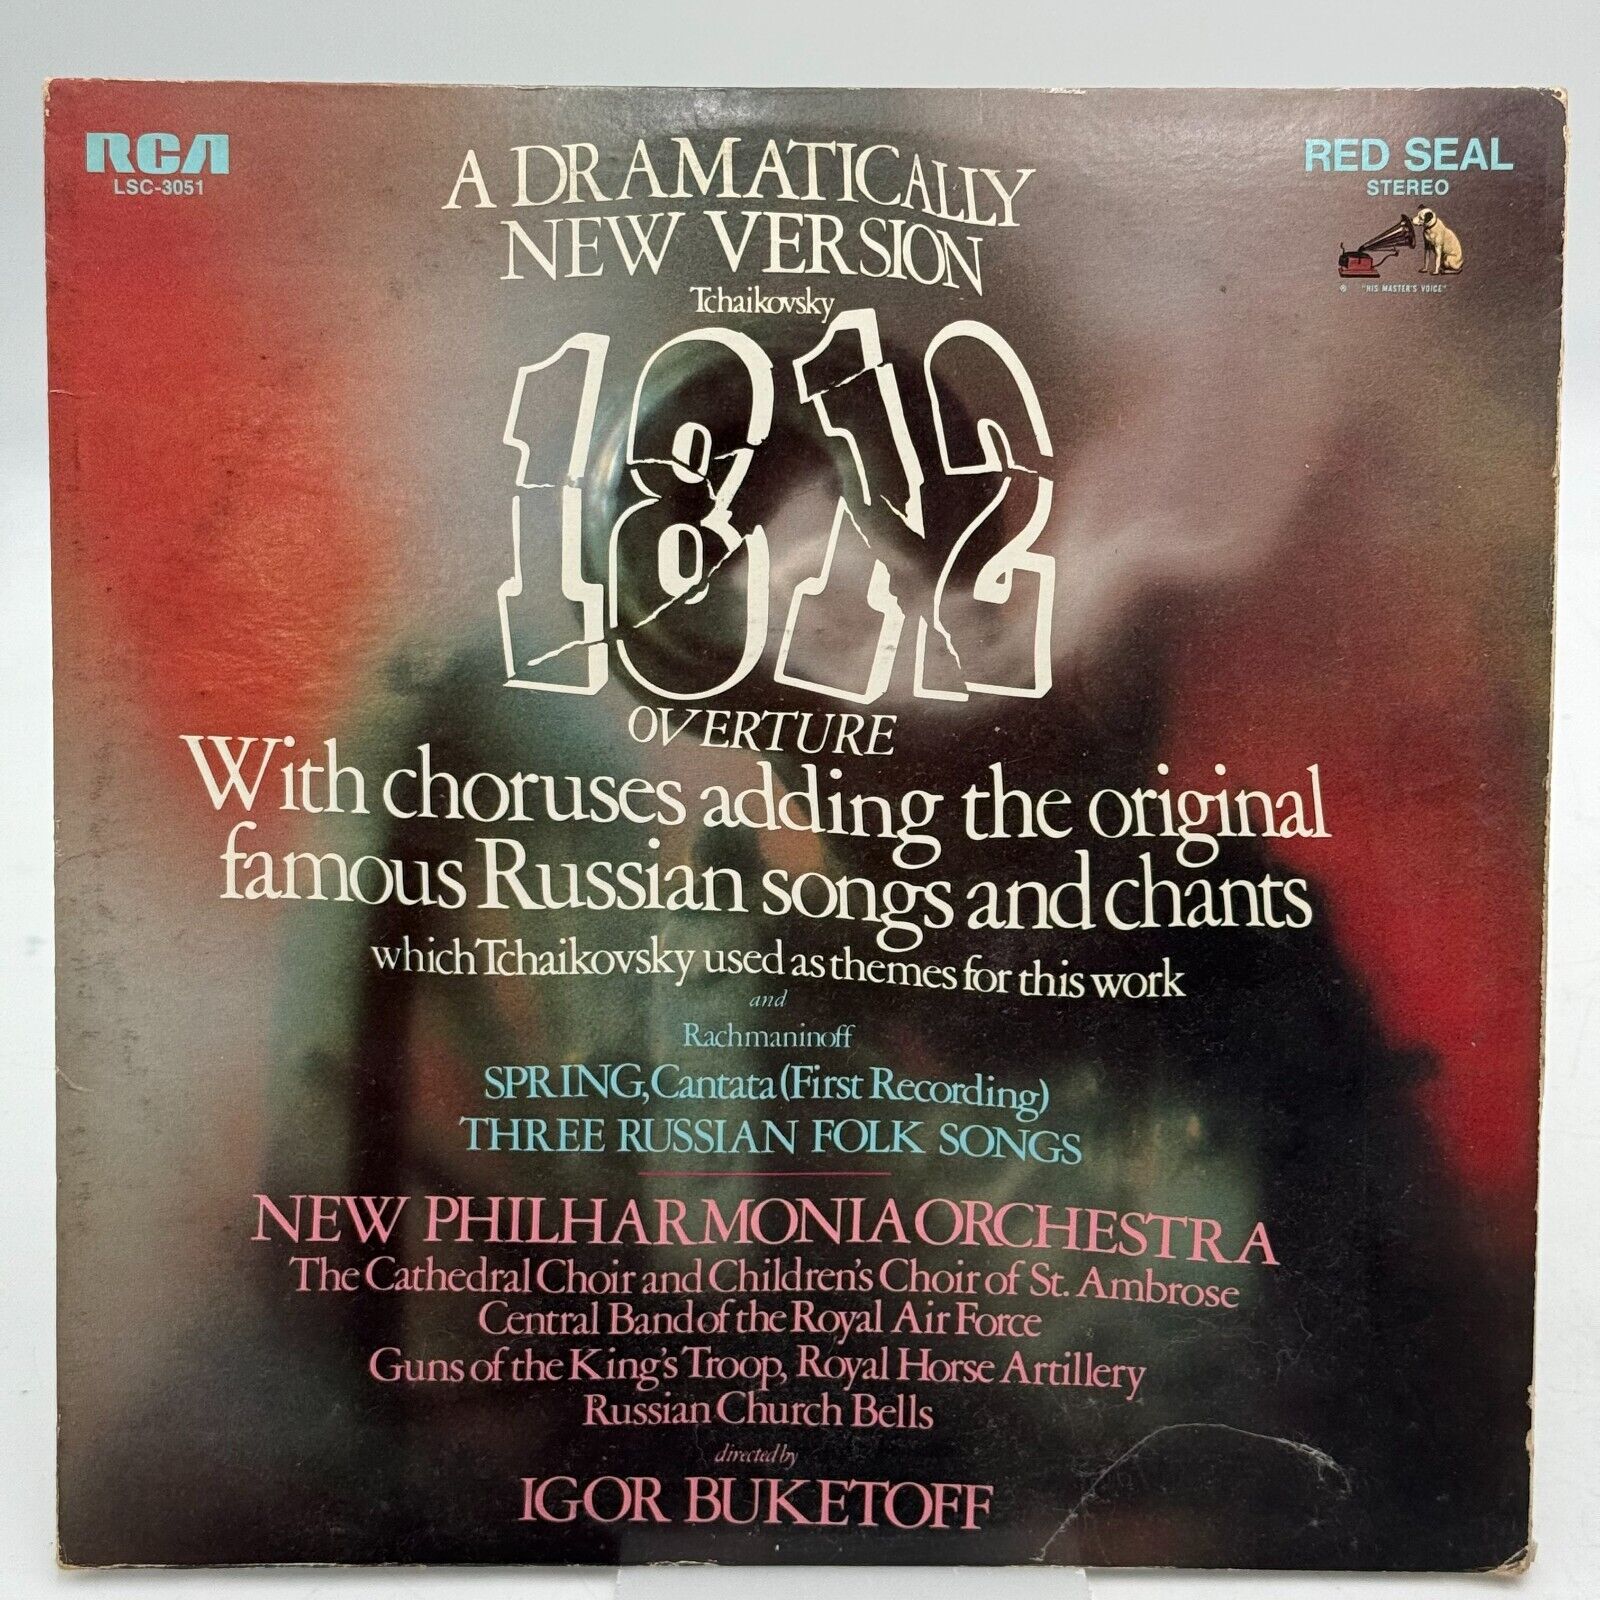 RCA
LSC-3051
RED SEAL
STEREO
® "HIS MASTER'S VOICE"
A DRAMATICALLY
NEW VERSION
Tchaikovsky
1812
OVERTURE
With choruses adding the original
famous Russian songs and chants
which Tchaikovsky used as themes for this work
and
Rachmaninoff
SPRING, Cantata (First Recording)
THREE RUSSIAN FOLK SONGS
NEW PHILHARMONIA ORCHESTRA
The Cathedral Choir and Children's Choir of St. Ambrose
Central Band of the Royal Air Force
Guns of the King's Troop, Royal Horse Artillery
Russian Church Bells
directed by
IGOR BUKETOFF